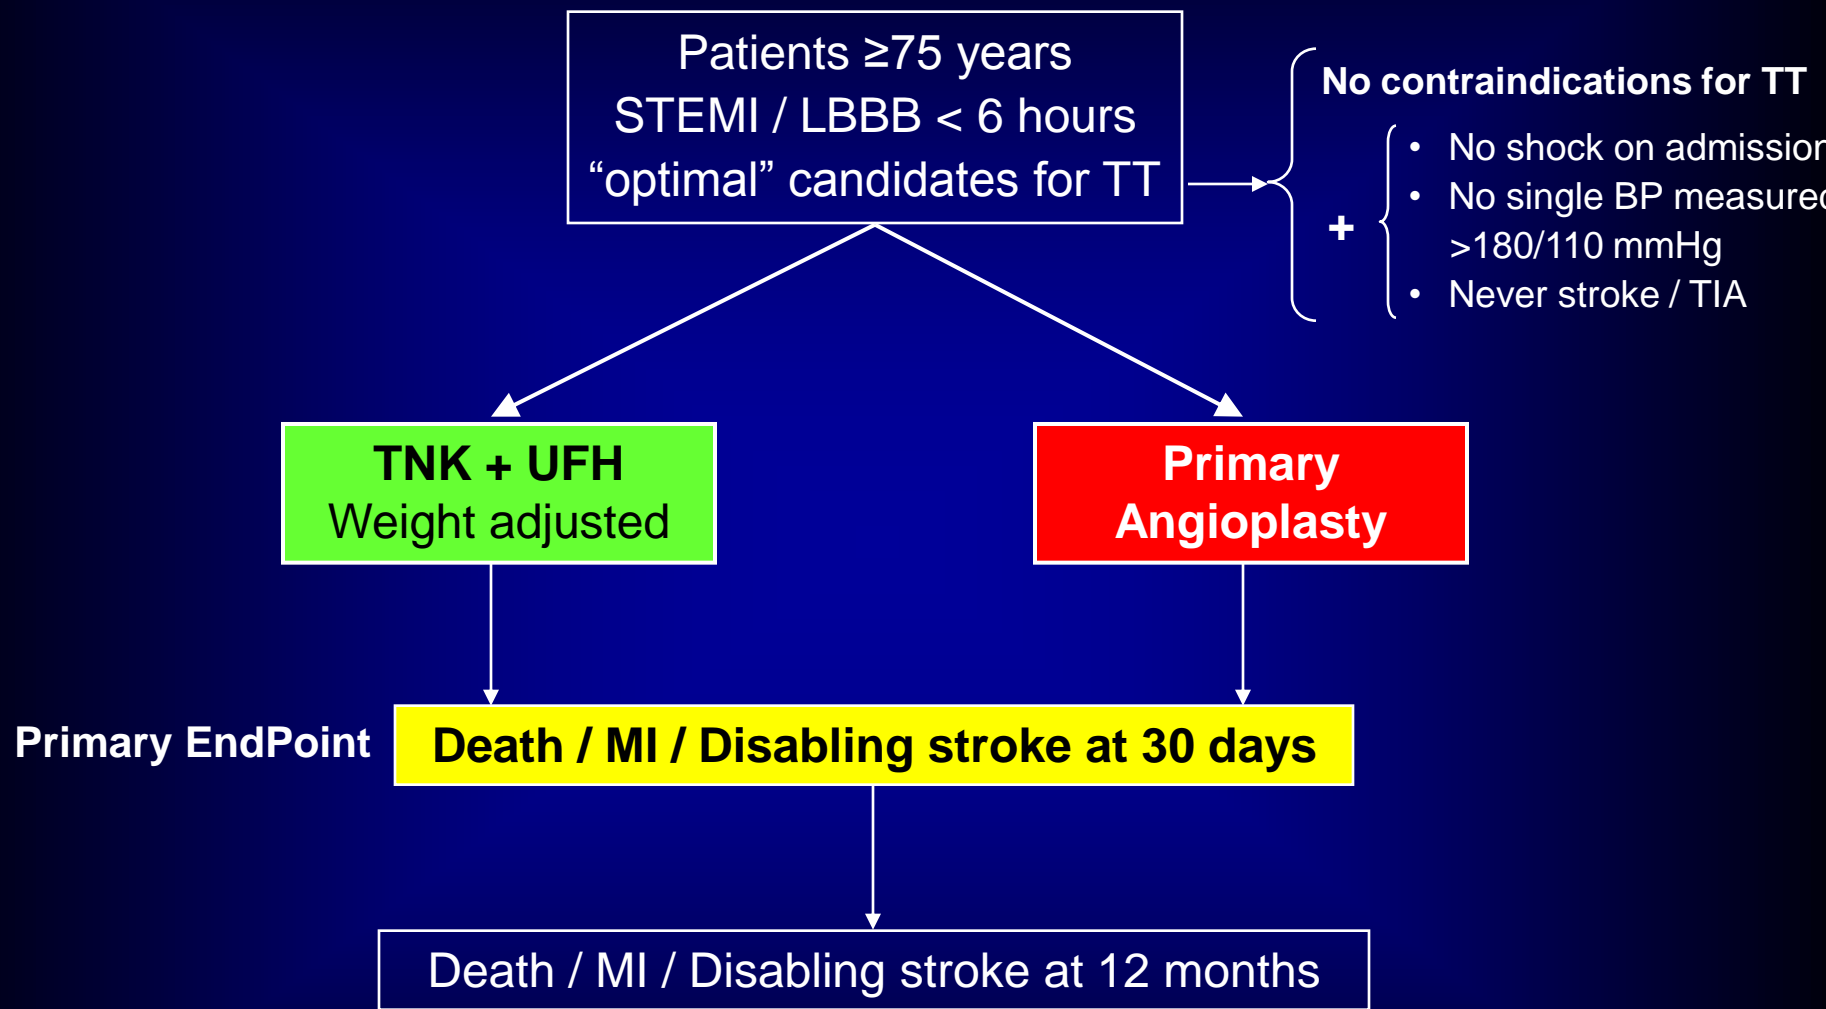 Patients ≥75 years
STEMI / LBBB < 6 hours
“optimal” candidates for TT
No contraindications for TT
+
• No shock on admission
• No single BP measured
>180/110 mmHg
• Never stroke / TIA
TNK + UFH
Weight adjusted
Primary
Angioplasty
Primary EndPoint
Death / MI / Disabling stroke at 30 days
Death / MI / Disabling stroke at 12 months